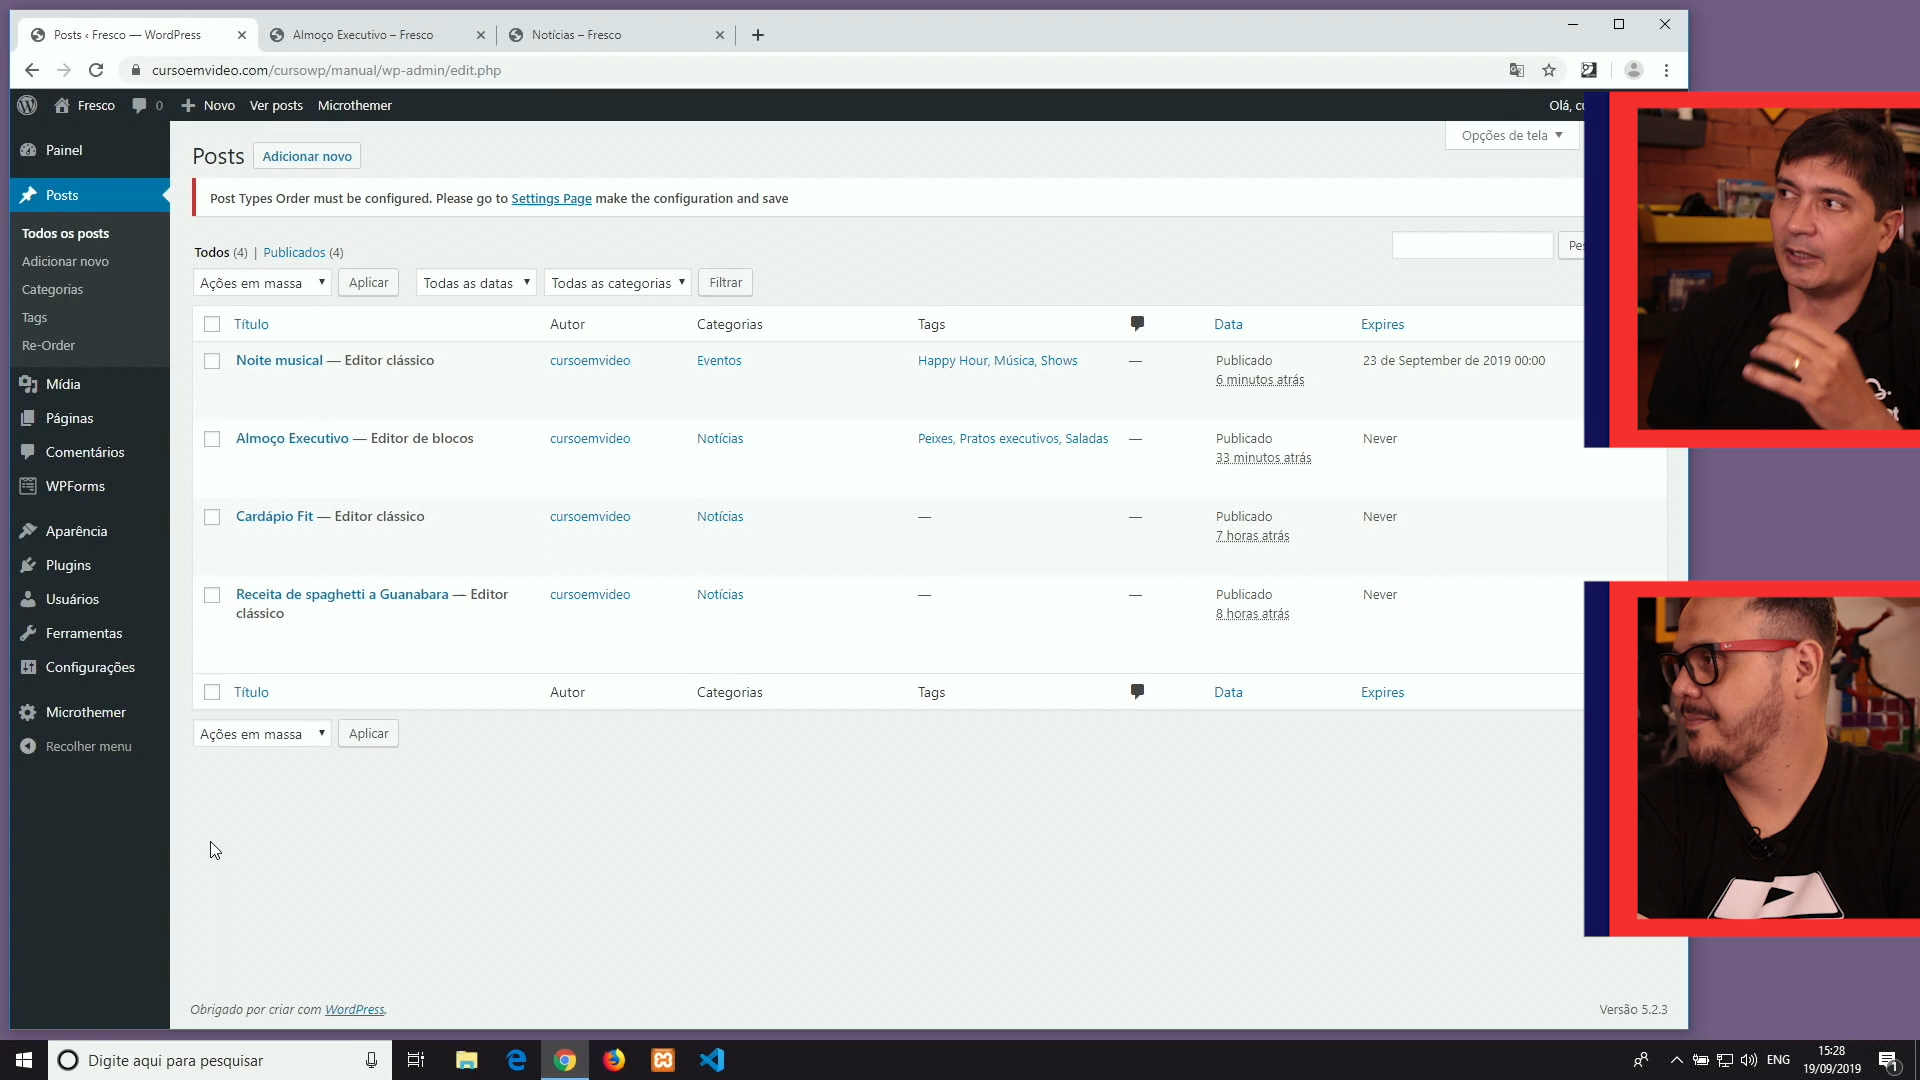 Posts ‹ Fresco — WordPress
Almoço Executivo – Fresco
Notícias – Fresco
cursoemvideo.com/cursowp/manual/wp-admin/edit.php
Fresco
0
Novo
Ver posts
Microthemer
Olá, cu
Painel
Posts
Todos os posts
Adicionar novo
Categorias
Tags
Re-Order
Mídia
Páginas
Comentários
WPForms
Aparência
Plugins
Usuários
Ferramentas
Configurações
Microthemer
Recolher menu
Opções de tela
Posts
Adicionar novo
Post Types Order must be configured. Please go to Settings Page make the configuration and save
Todos (4) | Publicados (4)
Pes
Ações em massa
Aplicar
Todas as datas
Todas as categorias
Filtrar
Título Autor Categorias Tags Data Expires
Noite musical — Editor clássico cursoemvideo Eventos Happy Hour, Música, Shows — Publicado 23 de September de 2019 00:00
6 minutos atrás
Almoço Executivo — Editor de blocos cursoemvideo Notícias Peixes, Pratos executivos, Saladas — Publicado Never
33 minutos atrás
Cardápio Fit — Editor clássico cursoemvideo Notícias — — Publicado Never
7 horas atrás
Receita de spaghetti a Guanabara — Editor cursoemvideo Notícias — — Publicado Never
clássico 8 horas atrás
Título Autor Categorias Tags Data Expires
Ações em massa
Aplicar
Obrigado por criar com WordPress.
Versão 5.2.3
Digite aqui para pesquisar
ENG
15:28
19/09/2019
1